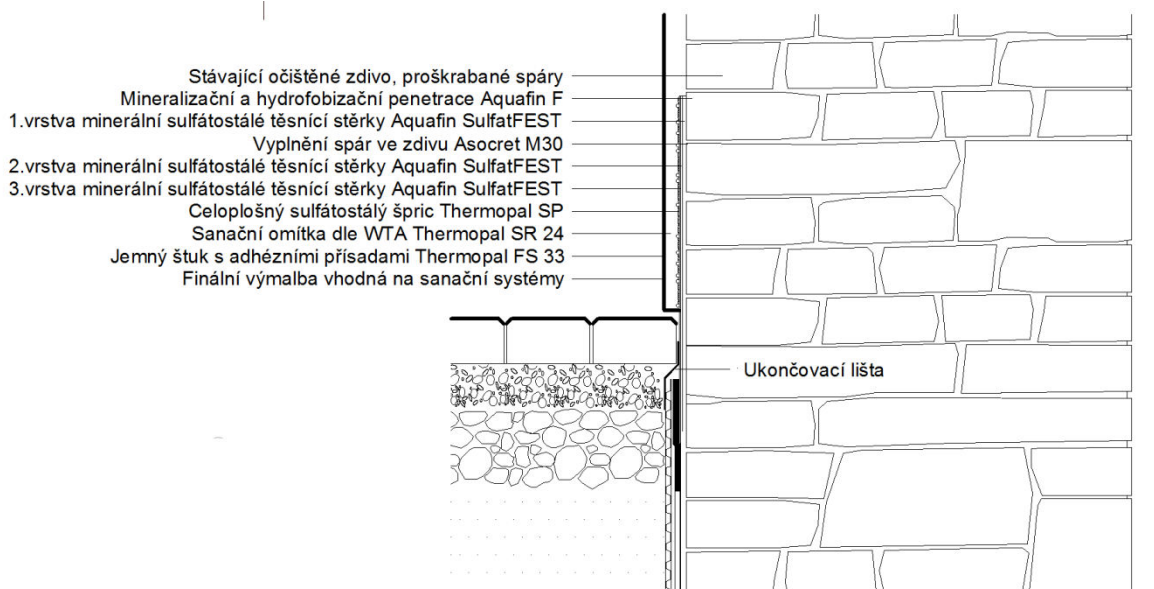 Stávající očištěné zdivo, proškrabané spáry
Mineralizační a hydrofobizační penetrace Aquafin F
1.vrstva minerální sulfátostálé těsnící stěrky Aquafin SulfatFEST
Vyplnění spár ve zdivu Asocret M30
2.vrstva minerální sulfátostálé těsnící stěrky Aquafin SulfatFEST
3.vrstva minerální sulfátostálé těsnící stěrky Aquafin SulfatFEST
Celoplošný sulfátostálý špric Thermopal SP
Sanační omítka dle WTA Thermopal SR 24
Jemný štuk s adhézními přísadami Thermopal FS 33
Finální výmalba vhodná na sanační systémy
Ukončovací lišta